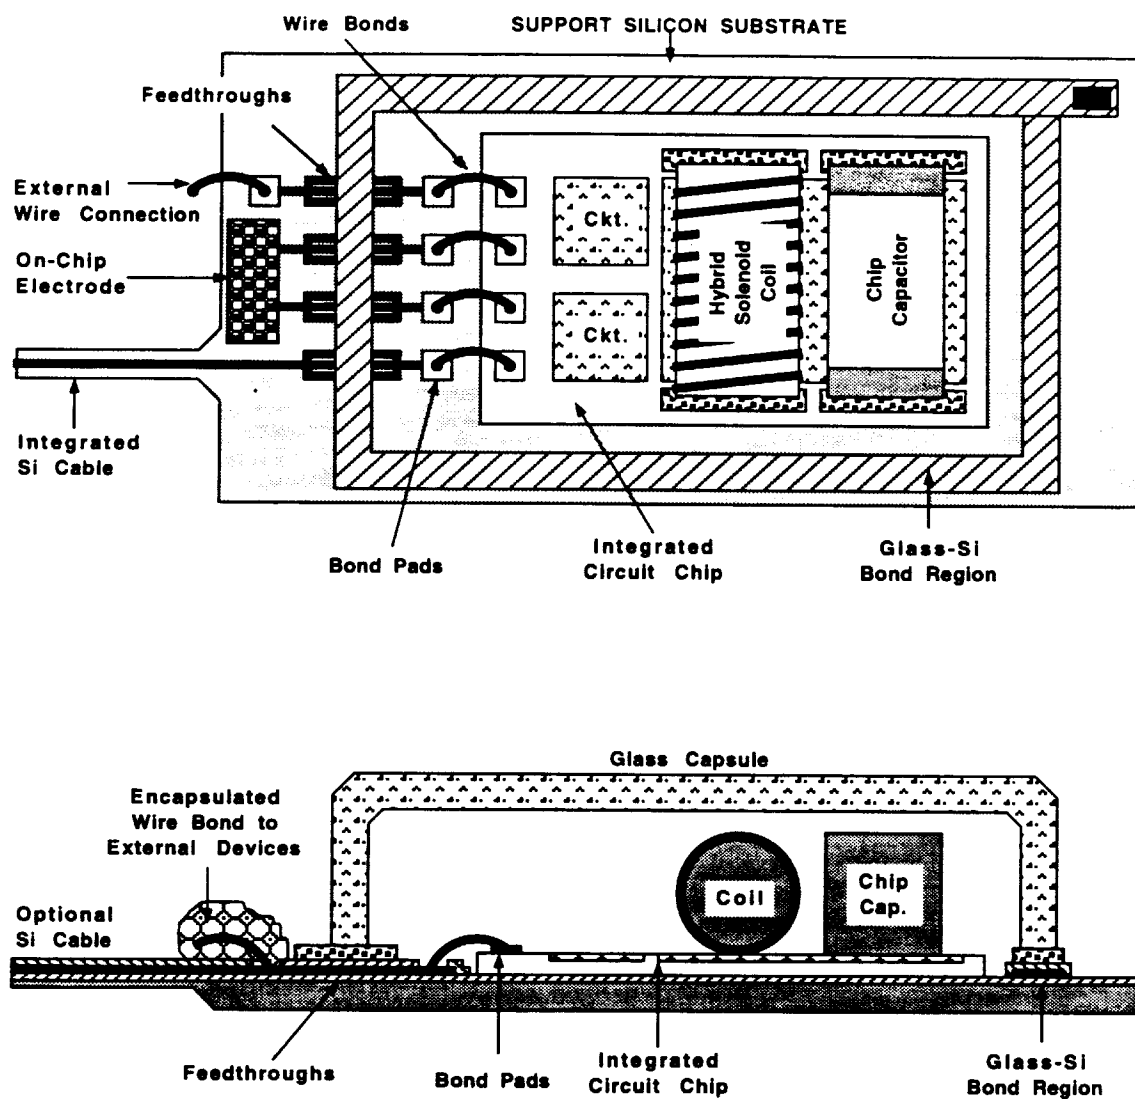 Wire Bonds
SUPPORT SILICON SUBSTRATE
Feedthroughs
External
Wire Connection
On-Chip
Electrode
Ckt.
Ckt.
Hybrid
Solenoid
Coil
Chip
Capacitor
Integrated
Si Cable
Bond Pads
Integrated
Circuit Chip
Glass-Si
Bond Region
Glass Capsule
Encapsulated
Wire Bond to
External Devices
Optional
Si Cable
Coil
Chip
Cap.
Feedthroughs
Bond Pads
Integrated
Circuit Chip
Glass-Si
Bond Region